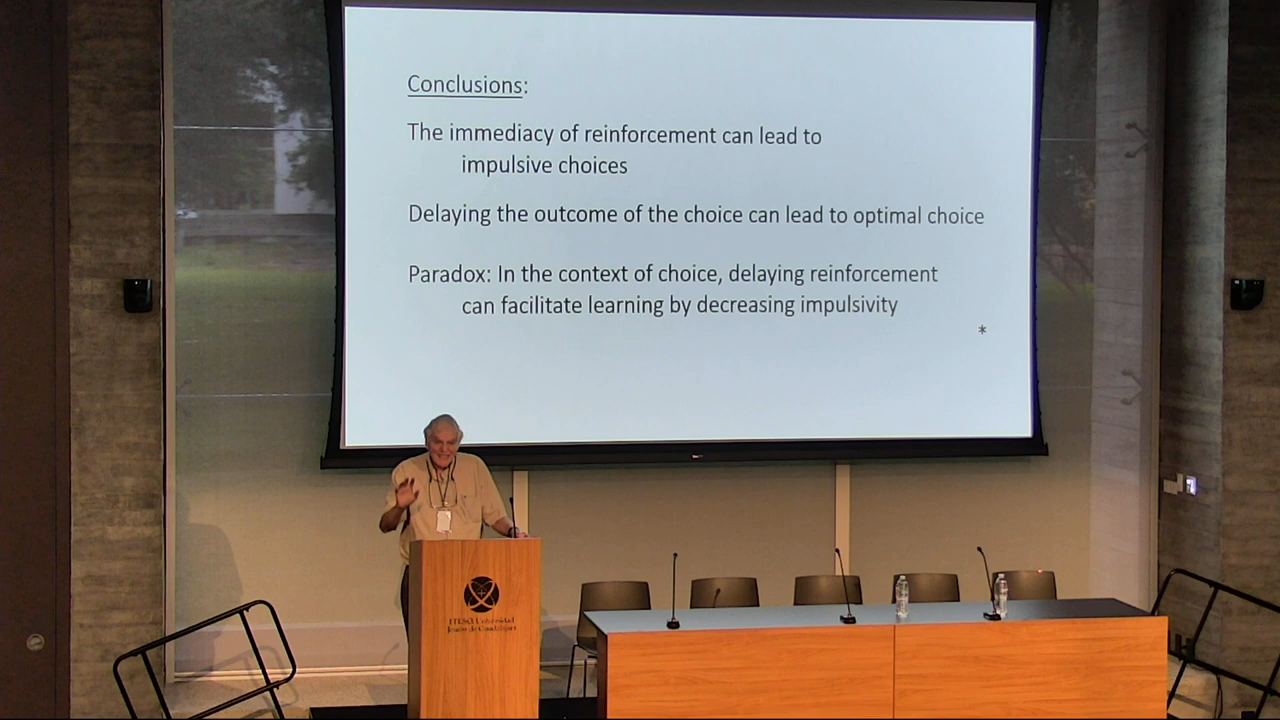 Conclusions:
The immediacy of reinforcement can lead to
impulsive choices
Delaying the outcome of the choice can lead to optimal choice
Paradox: In the context of choice, delaying reinforcement
can facilitate learning by decreasing impulsivity
*
ITESO, Universidad
Jesuita de Guadalajara